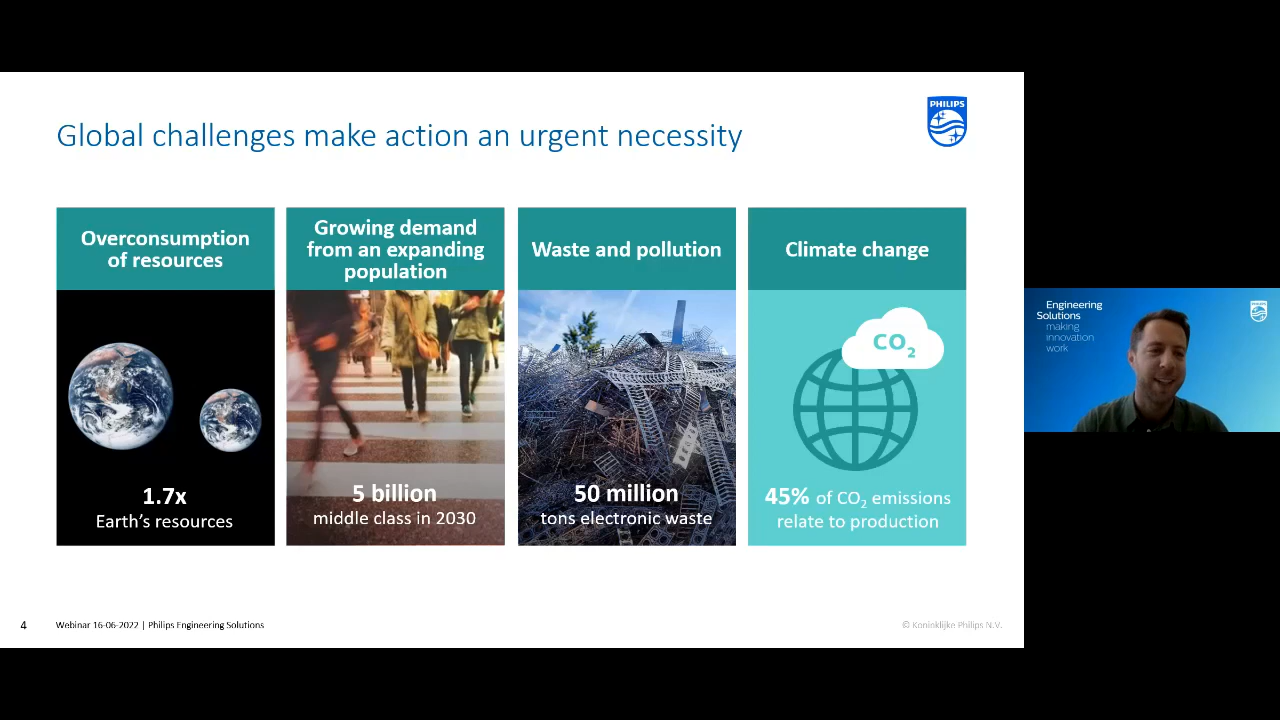 PHILIPS
Global challenges make action an urgent necessity
Overconsumption
of resources
1.7x
Earth's resources
Growing demand
from an expanding
population
5 billion
middle class in 2030
Waste and pollution
50 million
tons electronic waste
Climate change
CO₂
45% of CO₂ emissions
relate to production
4
Webinar 16-06-2022 | Philips Engineering Solutions
© Koninklijke Philips N.V.
Engineering
Solutions
making
innovation
work
PHILIPS